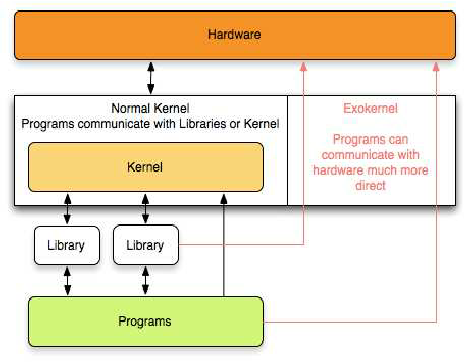 Hardware
Normal Kernel
Programs communicate with Libraries or Kernel
Kernel
Exokernel
Programs can
communicate with
hardware much more
direct
Library
Library
Programs